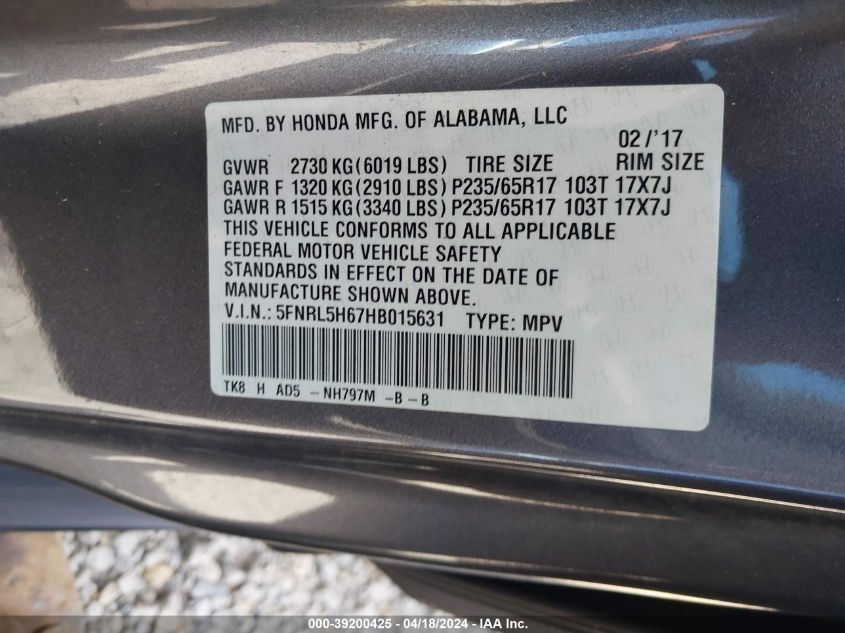 MFD. BY HONDA MFG. OF ALABAMA, LLC
02/'17
GVWR 2730 KG(6019 LBS) TIRE SIZE RIM SIZE
GAWR F 1320 KG(2910 LBS) P235/65R17 103T 17X7J
GAWR R 1515 KG(3340 LBS) P235/65R17 103T 17X7J
THIS VEHICLE CONFORMS TO ALL APPLICABLE
FEDERAL MOTOR VEHICLE SAFETY
STANDARDS IN EFFECT ON THE DATE OF
MANUFACTURE SHOWN ABOVE.
V.I.N.: 5FNRL5H67HB015631 TYPE: MPV
TK8 H AD5 - NH797M - B - B
000-39200425 - 04/18/2024 - IAA Inc.